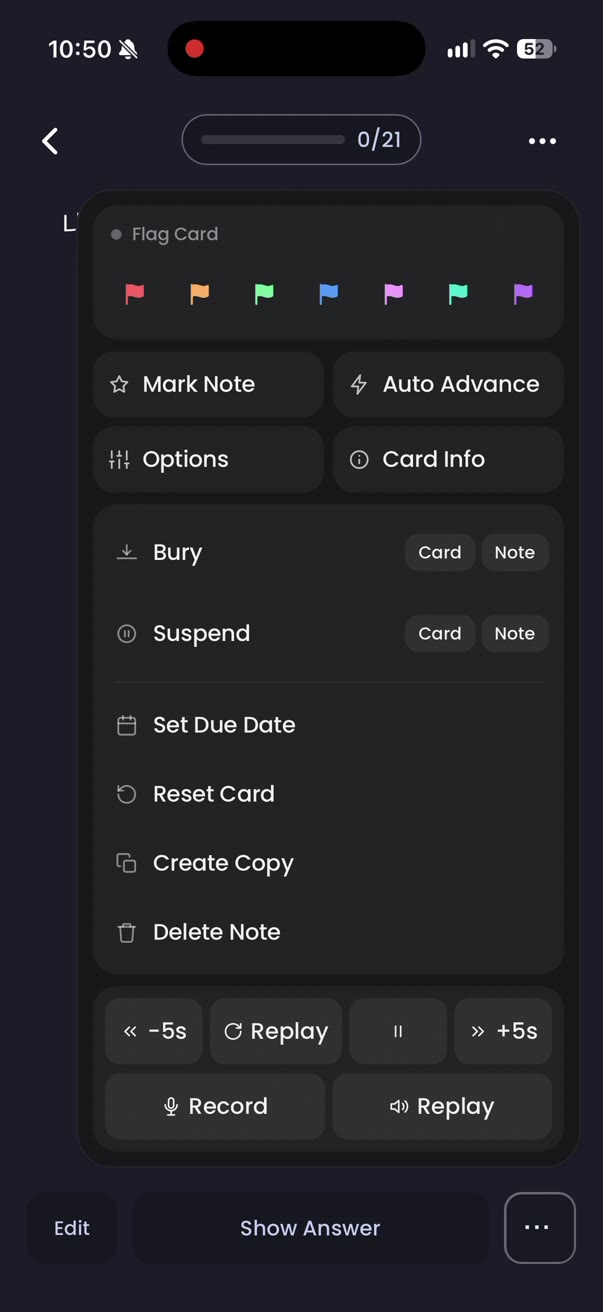 10:50 52
0/21
Flag Card
Mark Note Auto Advance
Options Card Info
Bury Card Note
Suspend Card Note
Set Due Date
Reset Card
Create Copy
Delete Note
-5s Replay +5s
Record Replay
Edit Show Answer